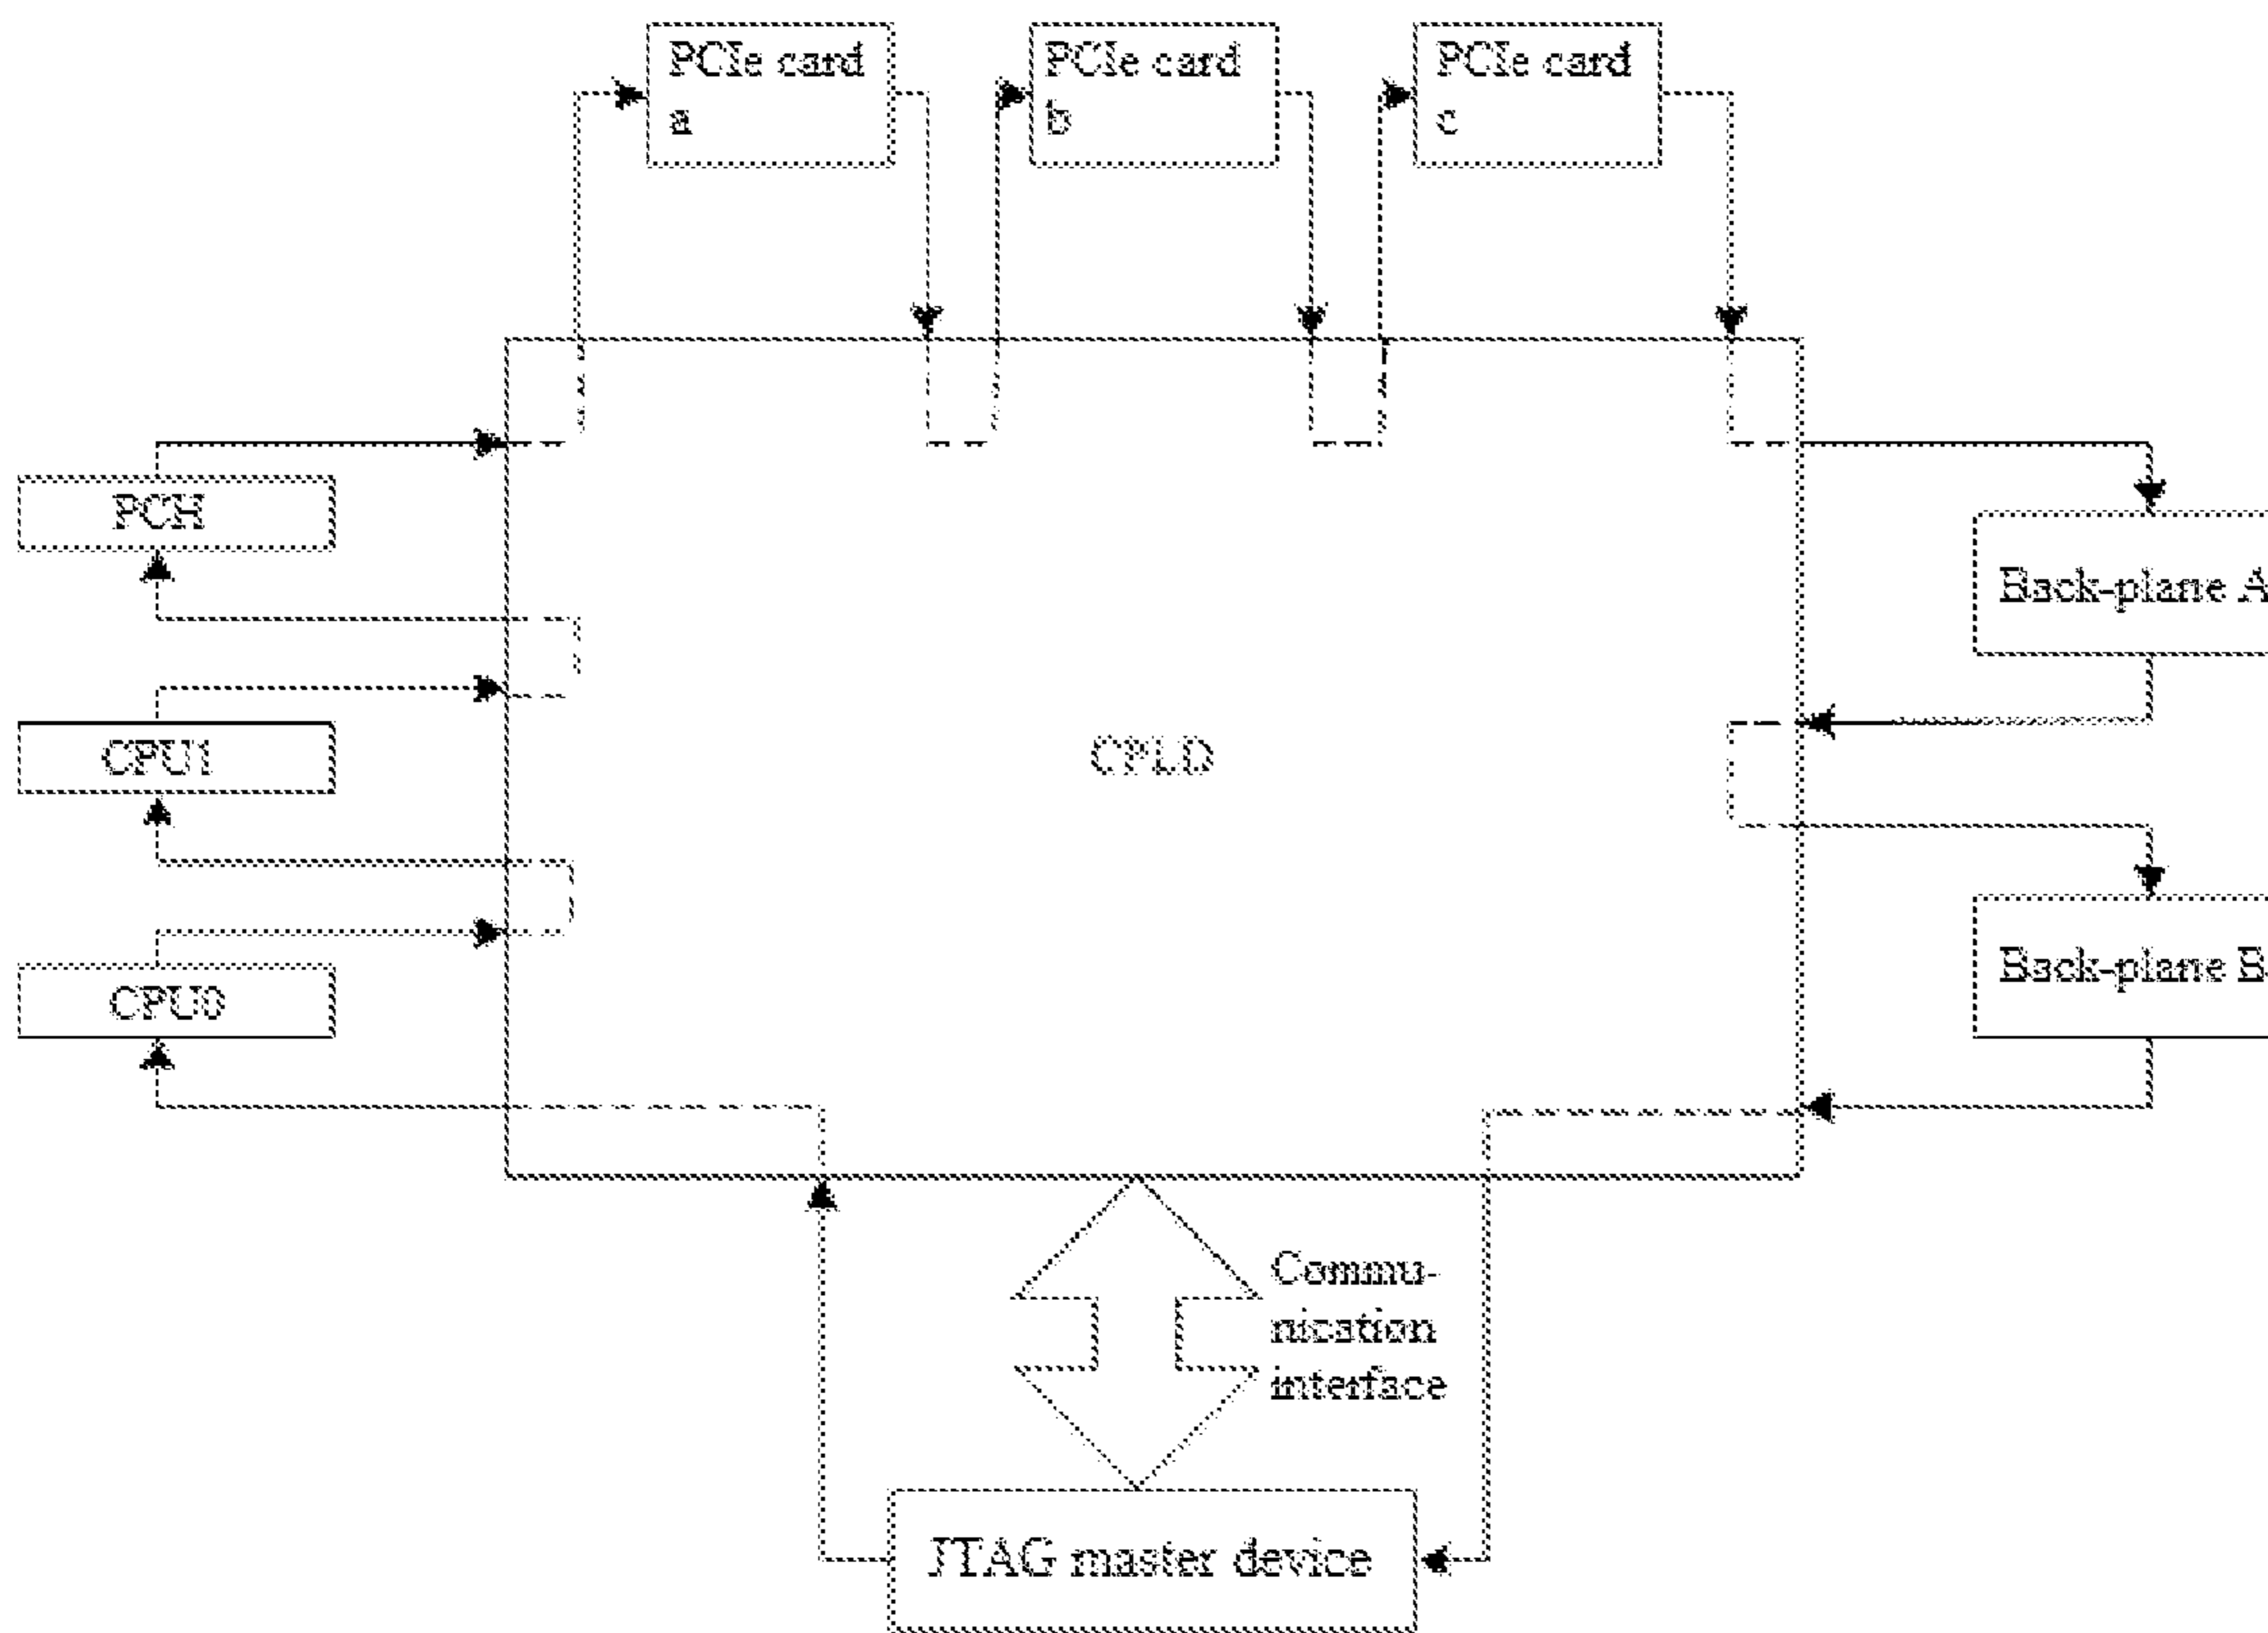 PCIe card
a
PCIe card
b
PCIe card
c
PCH
Back-plane A
CPU1
CPLD
Back-plane B
CPU0
Commu-
nication
interface
JTAG master device